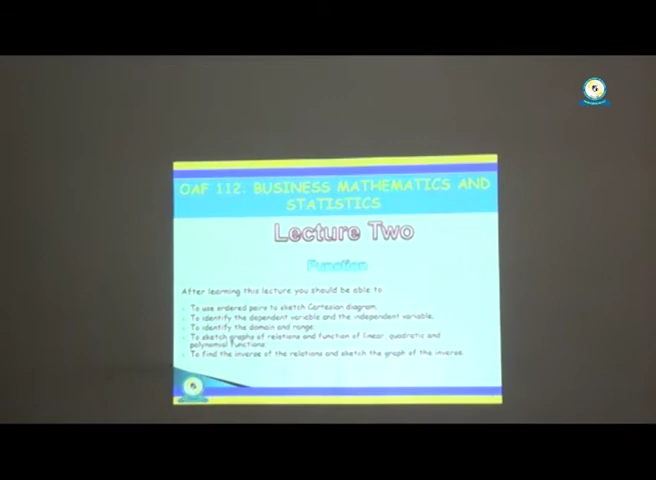 OAF 112: BUSINESS MATHEMATICS AND
STATISTICS
Lecture Two
Function
After learning this lecture you should be able to:
To use ordered pairs to sketch Cartesian diagram;
To identify the dependent variable and the independent variable;
To identify the domain and range;
To sketch graphs of relations and function of linear, quadratic and
polynomial functions;
To find the inverse of the relations and sketch the graph of the inverse.